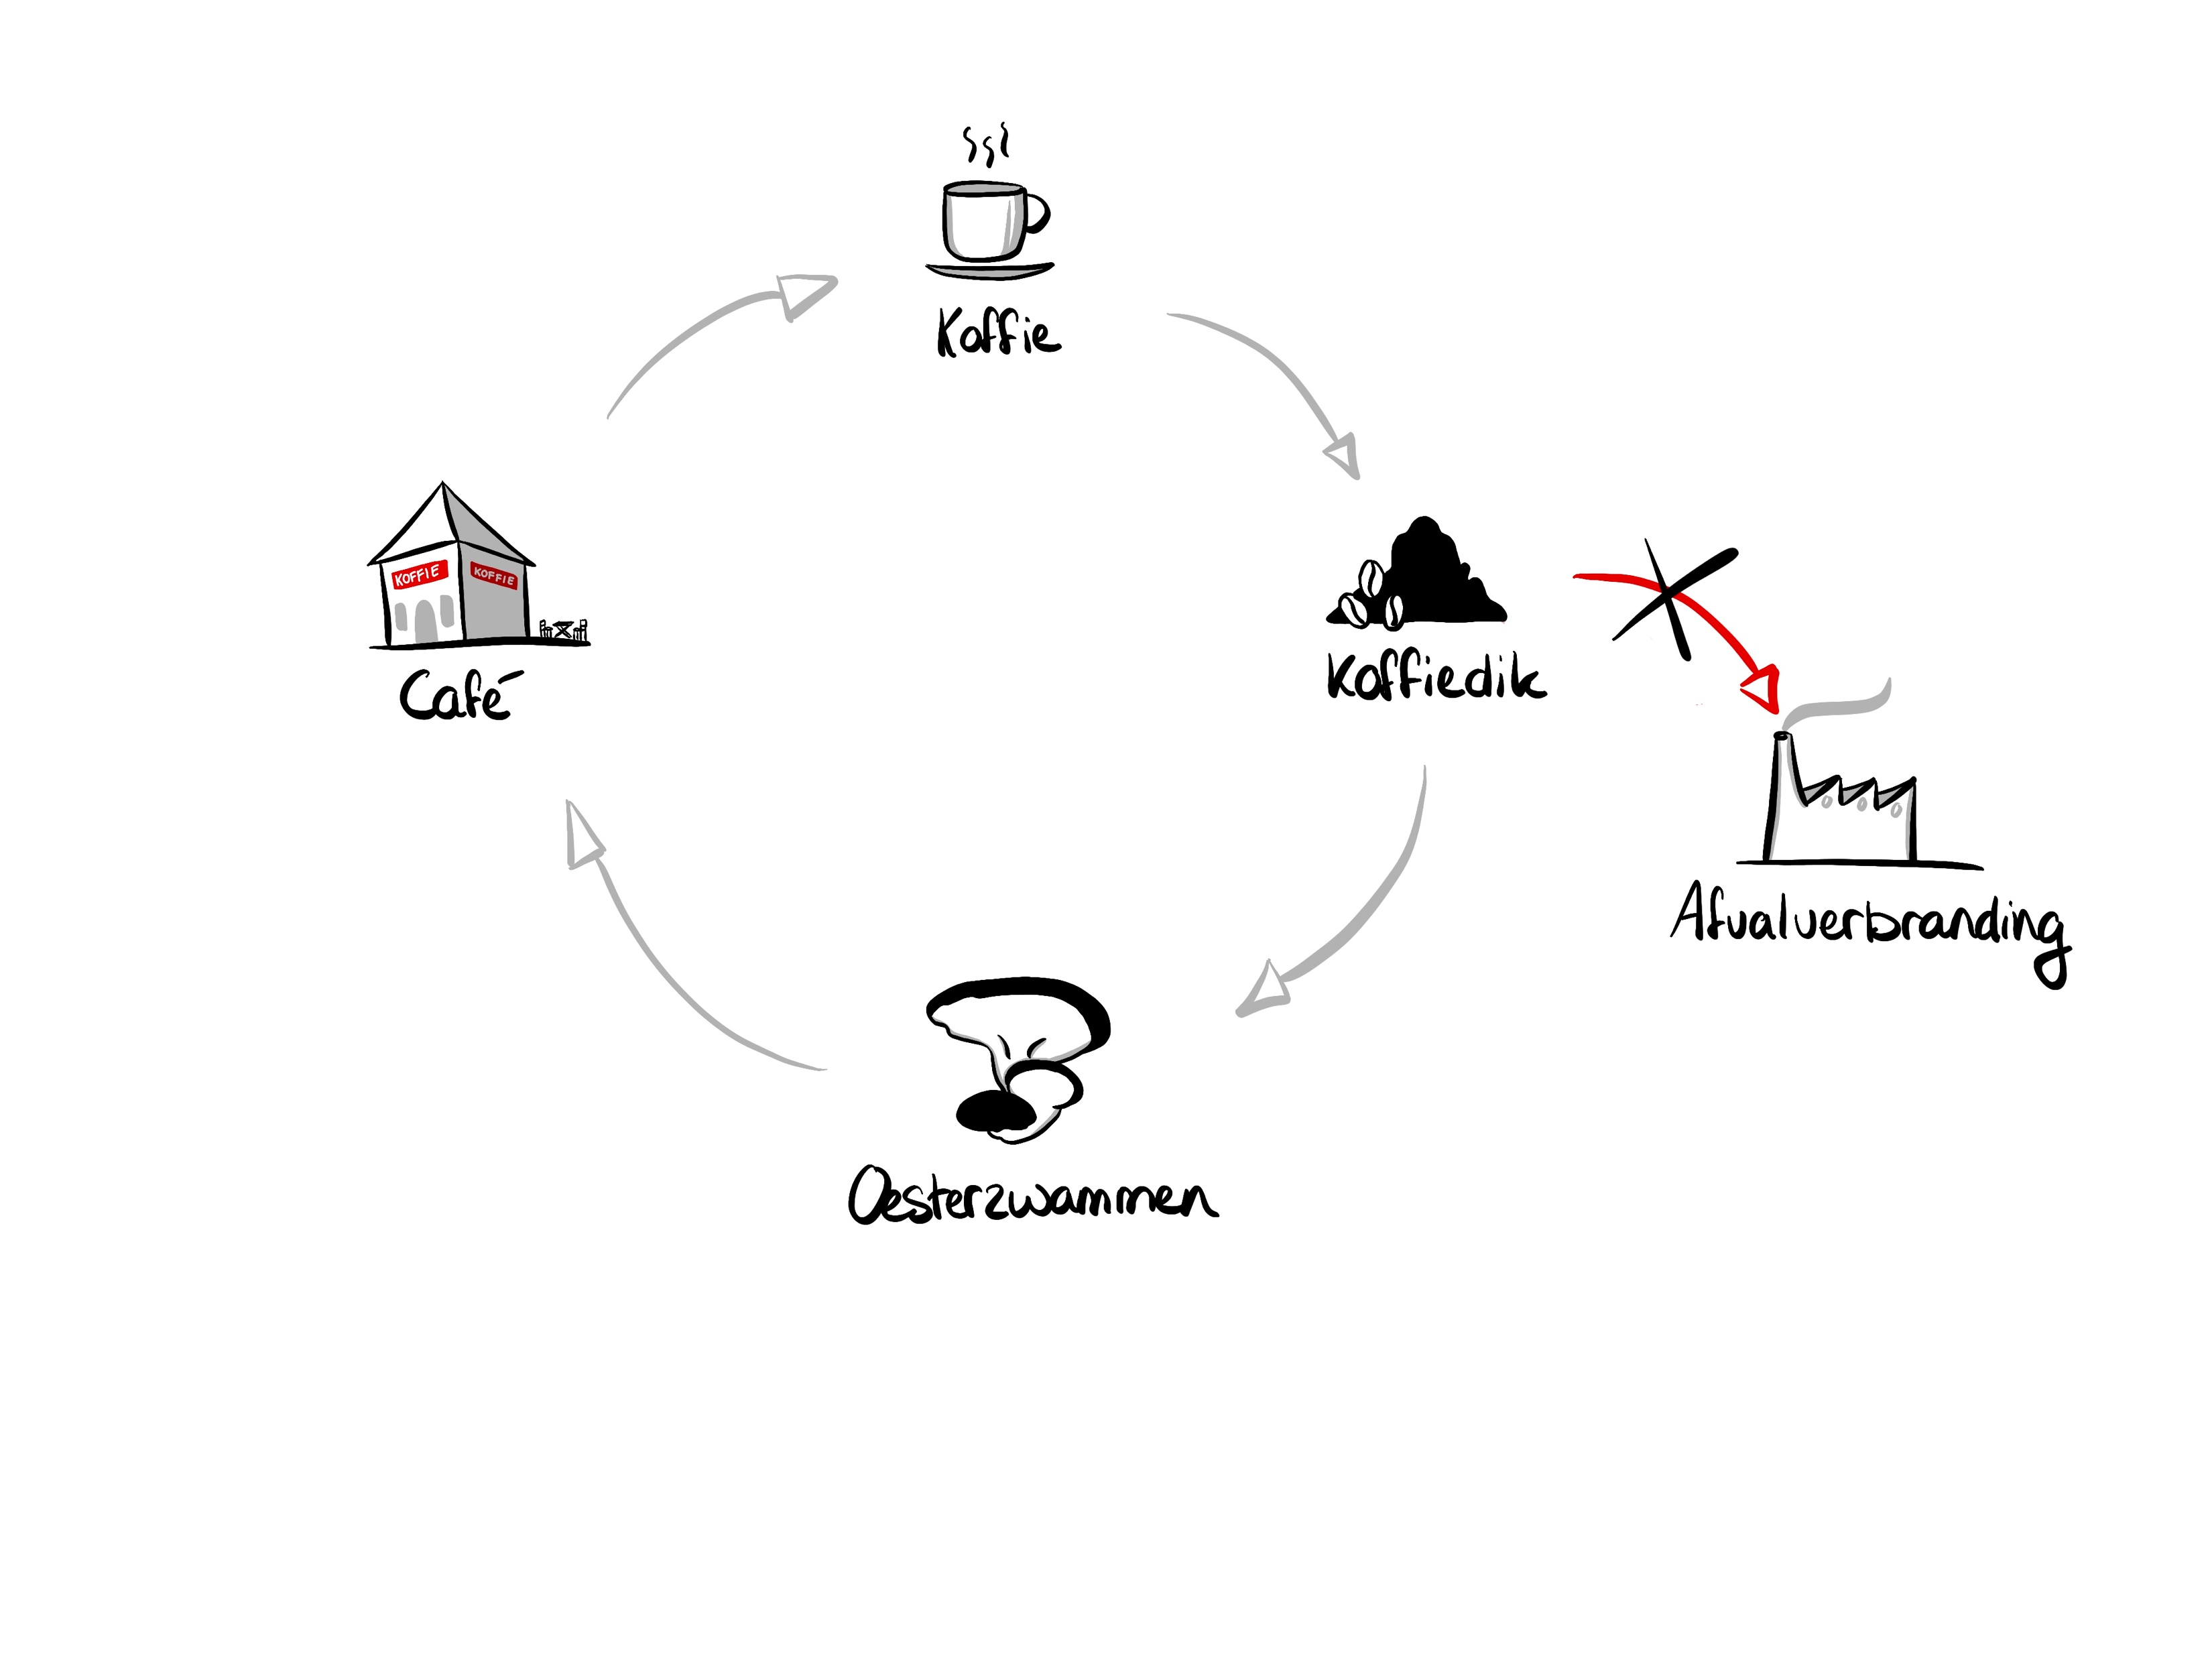 Koffie
KOFFIE
KOFFIE
Café
Koffiedik
Afvalverbranding
Oesterzwammen